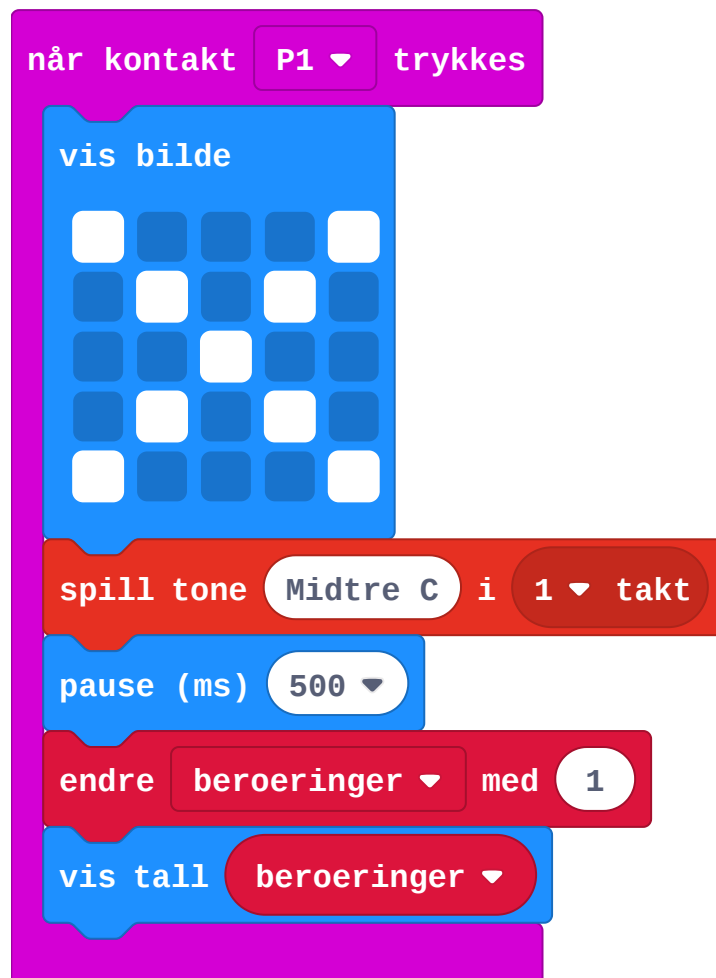 når kontakt P1 trykkes
vis bilde
spill tone Midtre C i 1 takt
pause (ms) 500
endre beroeringer med 1
vis tall beroeringer